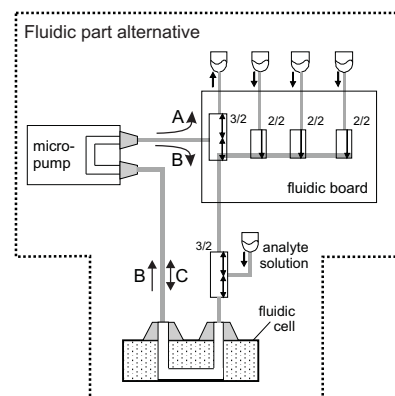 Fluidic part alternative
A
3/2
2/2
2/2
2/2
micro-
pump
B
fluidic board
3/2
analyte
solution
B
C
fluidic
cell